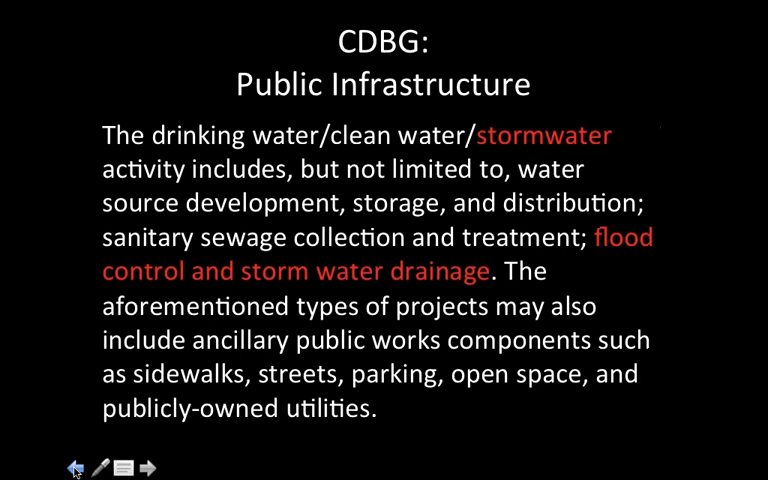 CDBG:
Public Infrastructure
The drinking water/clean water/stormwater
activity includes, but not limited to, water
source development, storage, and distribution;
sanitary sewage collection and treatment; flood
control and storm water drainage. The
aforementioned types of projects may also
include ancillary public works components such
as sidewalks, streets, parking, open space, and
publicly-owned utilities.